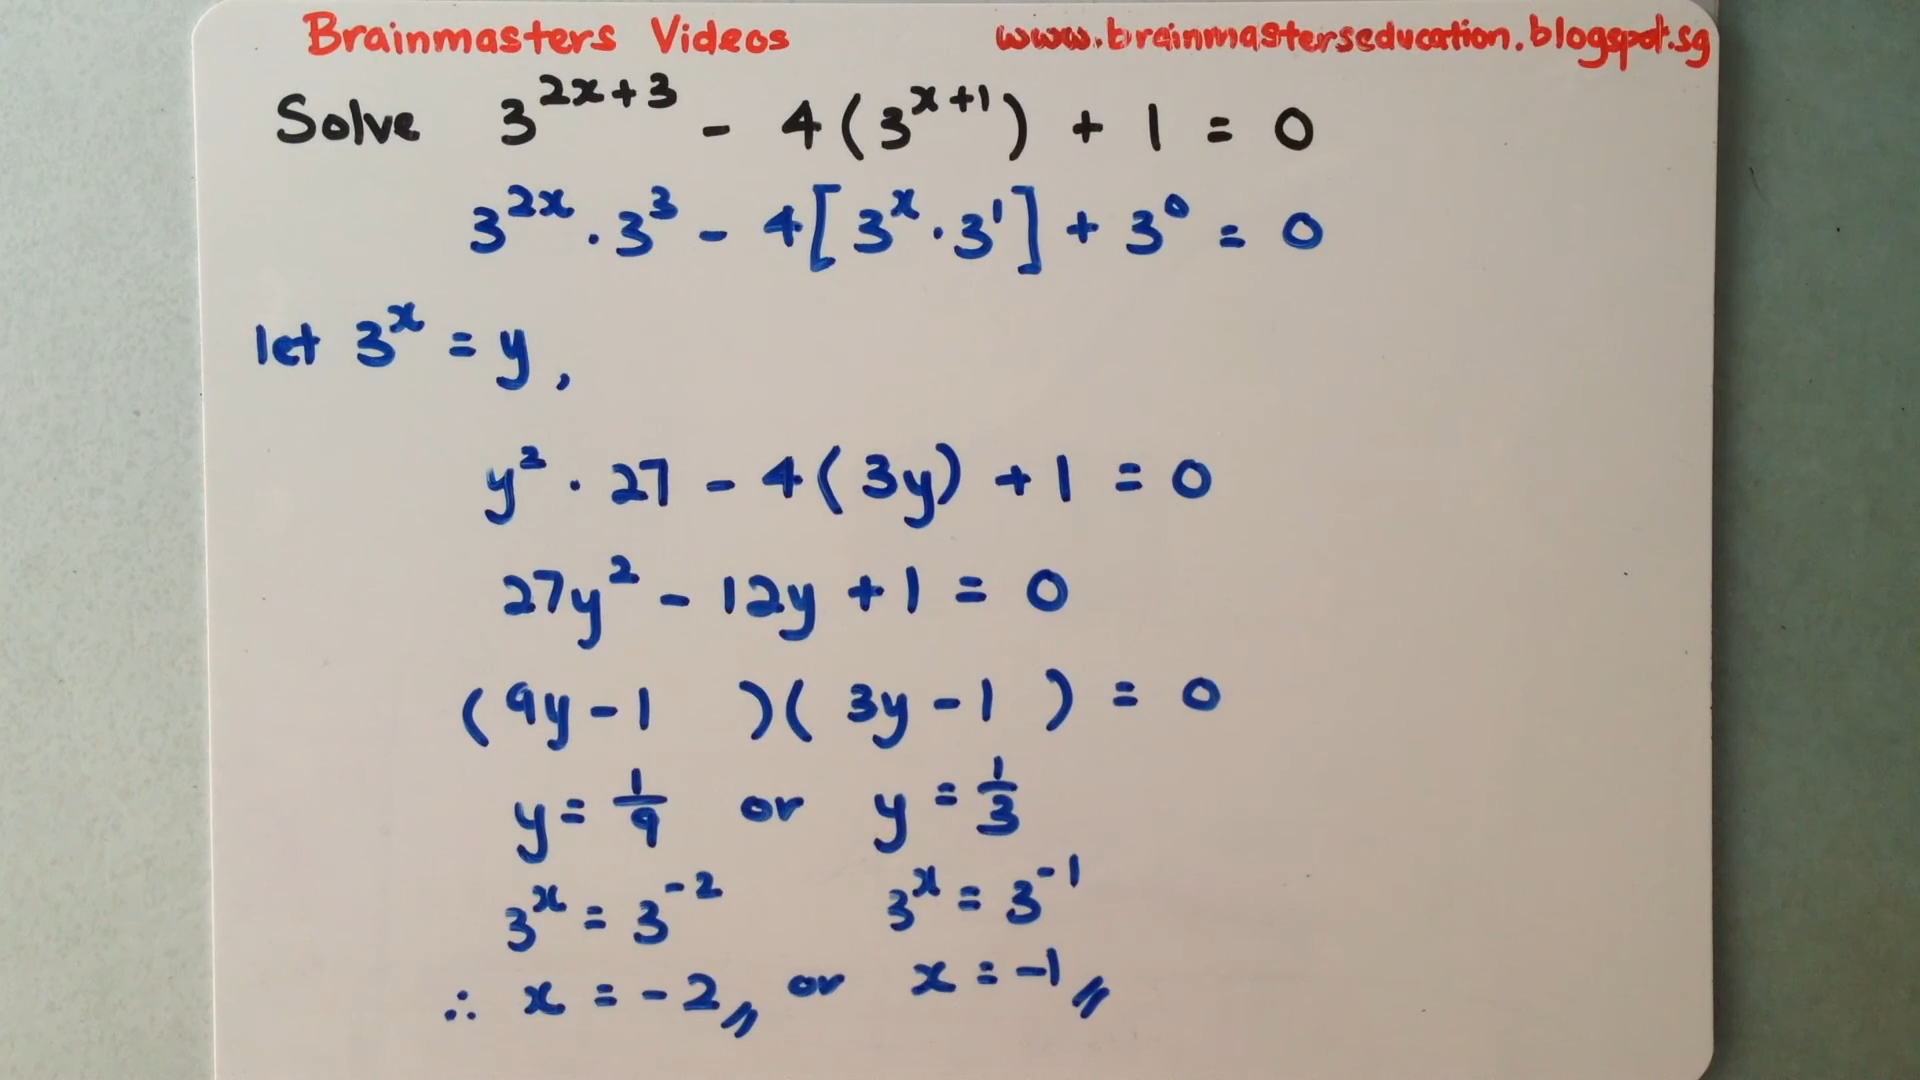 Brainmasters Videos www.brainmasterseducation.blogspot.sg
Solve 3^{2x+3} - 4(3^{x+1}) + 1 = 0
3^{2x} · 3^3 - 4[3^x · 3^1] + 3^0 = 0
let 3^x = y,
y^2 · 27 - 4(3y) + 1 = 0
27y^2 - 12y + 1 = 0
(9y - 1 )( 3y - 1 ) = 0
y = 1/9 or y = 1/3
3^x = 3^{-2} 3^x = 3^{-1}
∴ x = -2 // or x = -1 //